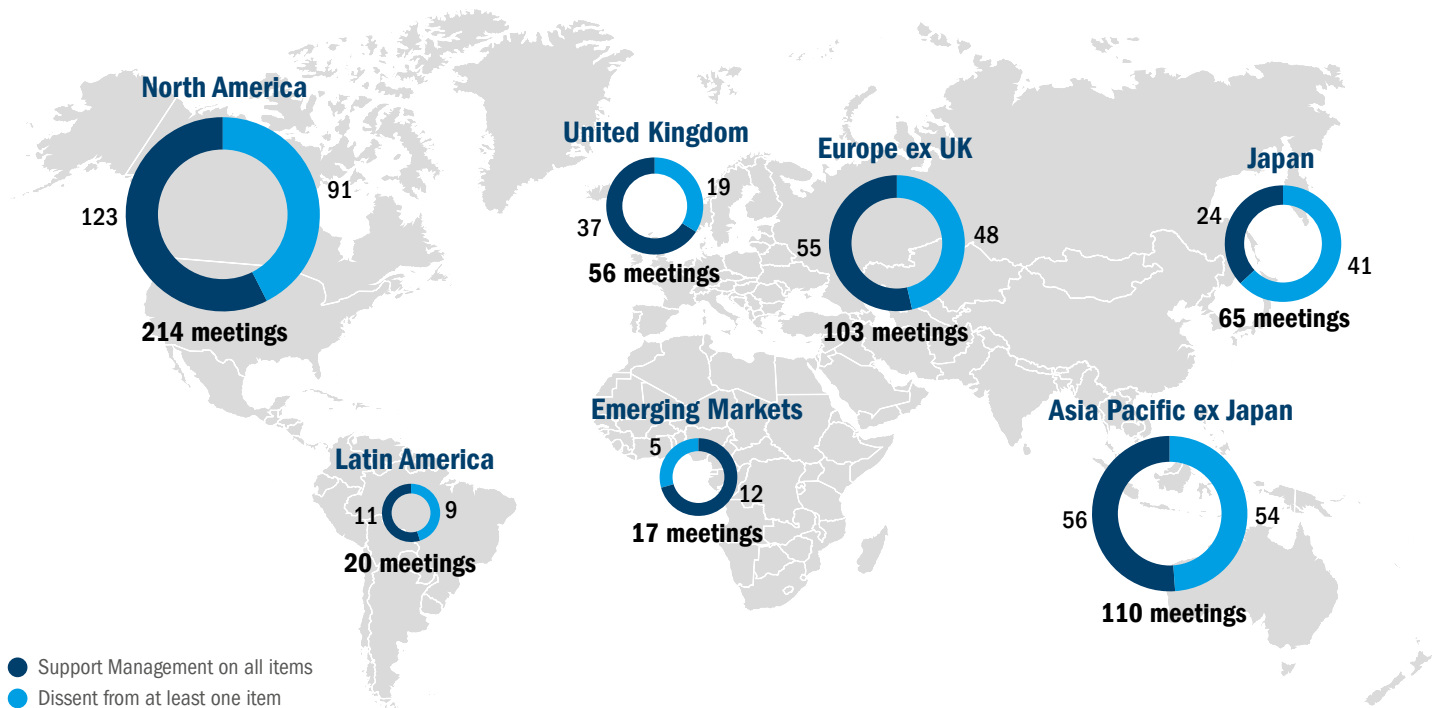 North America
123
91
214 meetings
United Kingdom
19
37
56 meetings
Europe ex UK
55
48
103 meetings
Japan
24
41
65 meetings
Latin America
11
9
20 meetings
Emerging Markets
5
12
17 meetings
Asia Pacific ex Japan
56
54
110 meetings
Support Management on all items
Dissent from at least one item